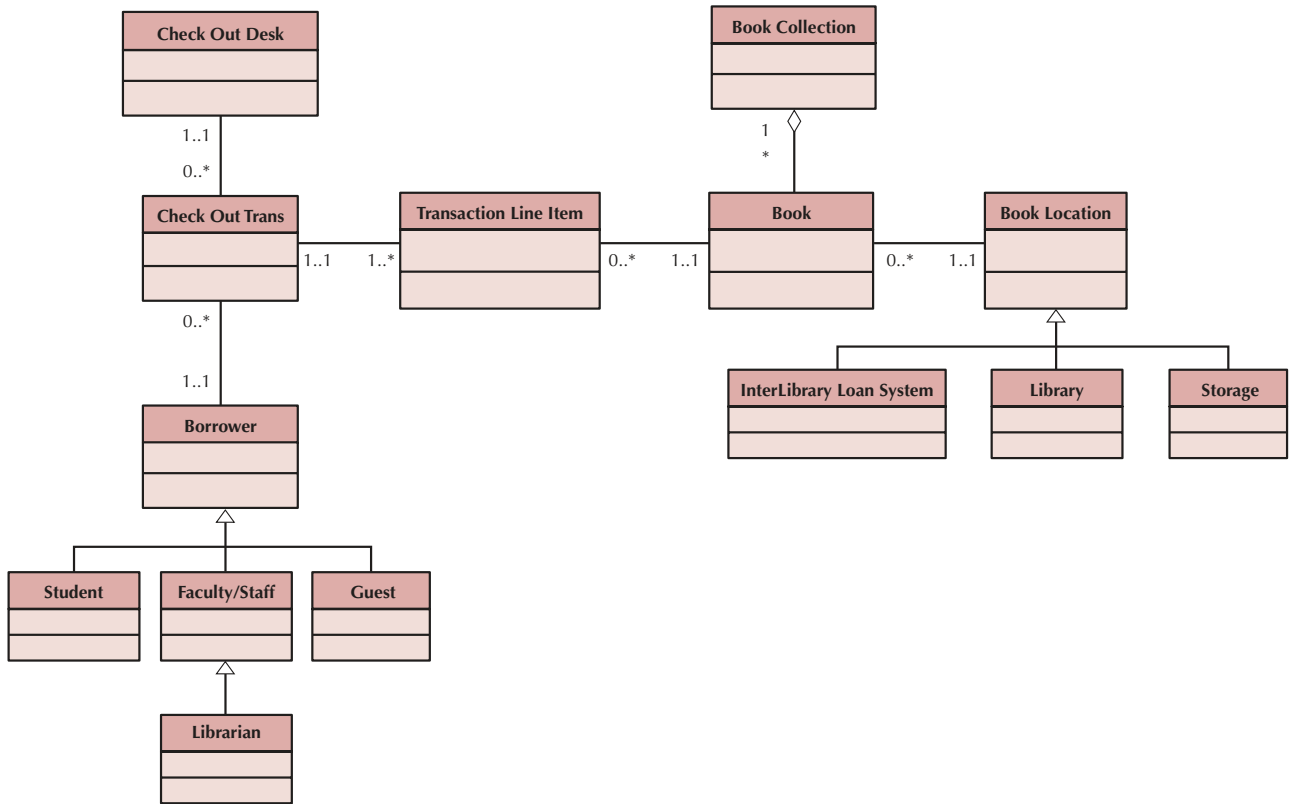 Check Out Desk
Book Collection
1..1
0..*
1
*
Check Out Trans
Transaction Line Item
Book
Book Location
1..1
1..*
0..*
1..1
0..*
1..1
0..*
1..1
InterLibrary Loan System
Library
Storage
Borrower
Student
Faculty/Staff
Guest
Librarian